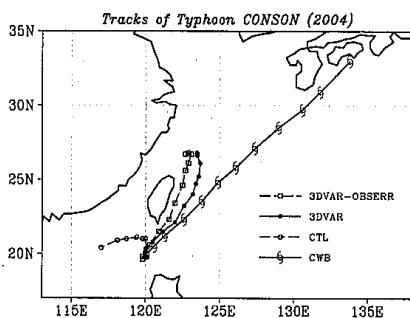 Tracks of Typhoon CONSON (2004)
35N
30N
25N
20N
3DVAR-OBSERR
3DVAR
CTL
CWB
115E 120E 125E 130E 135E